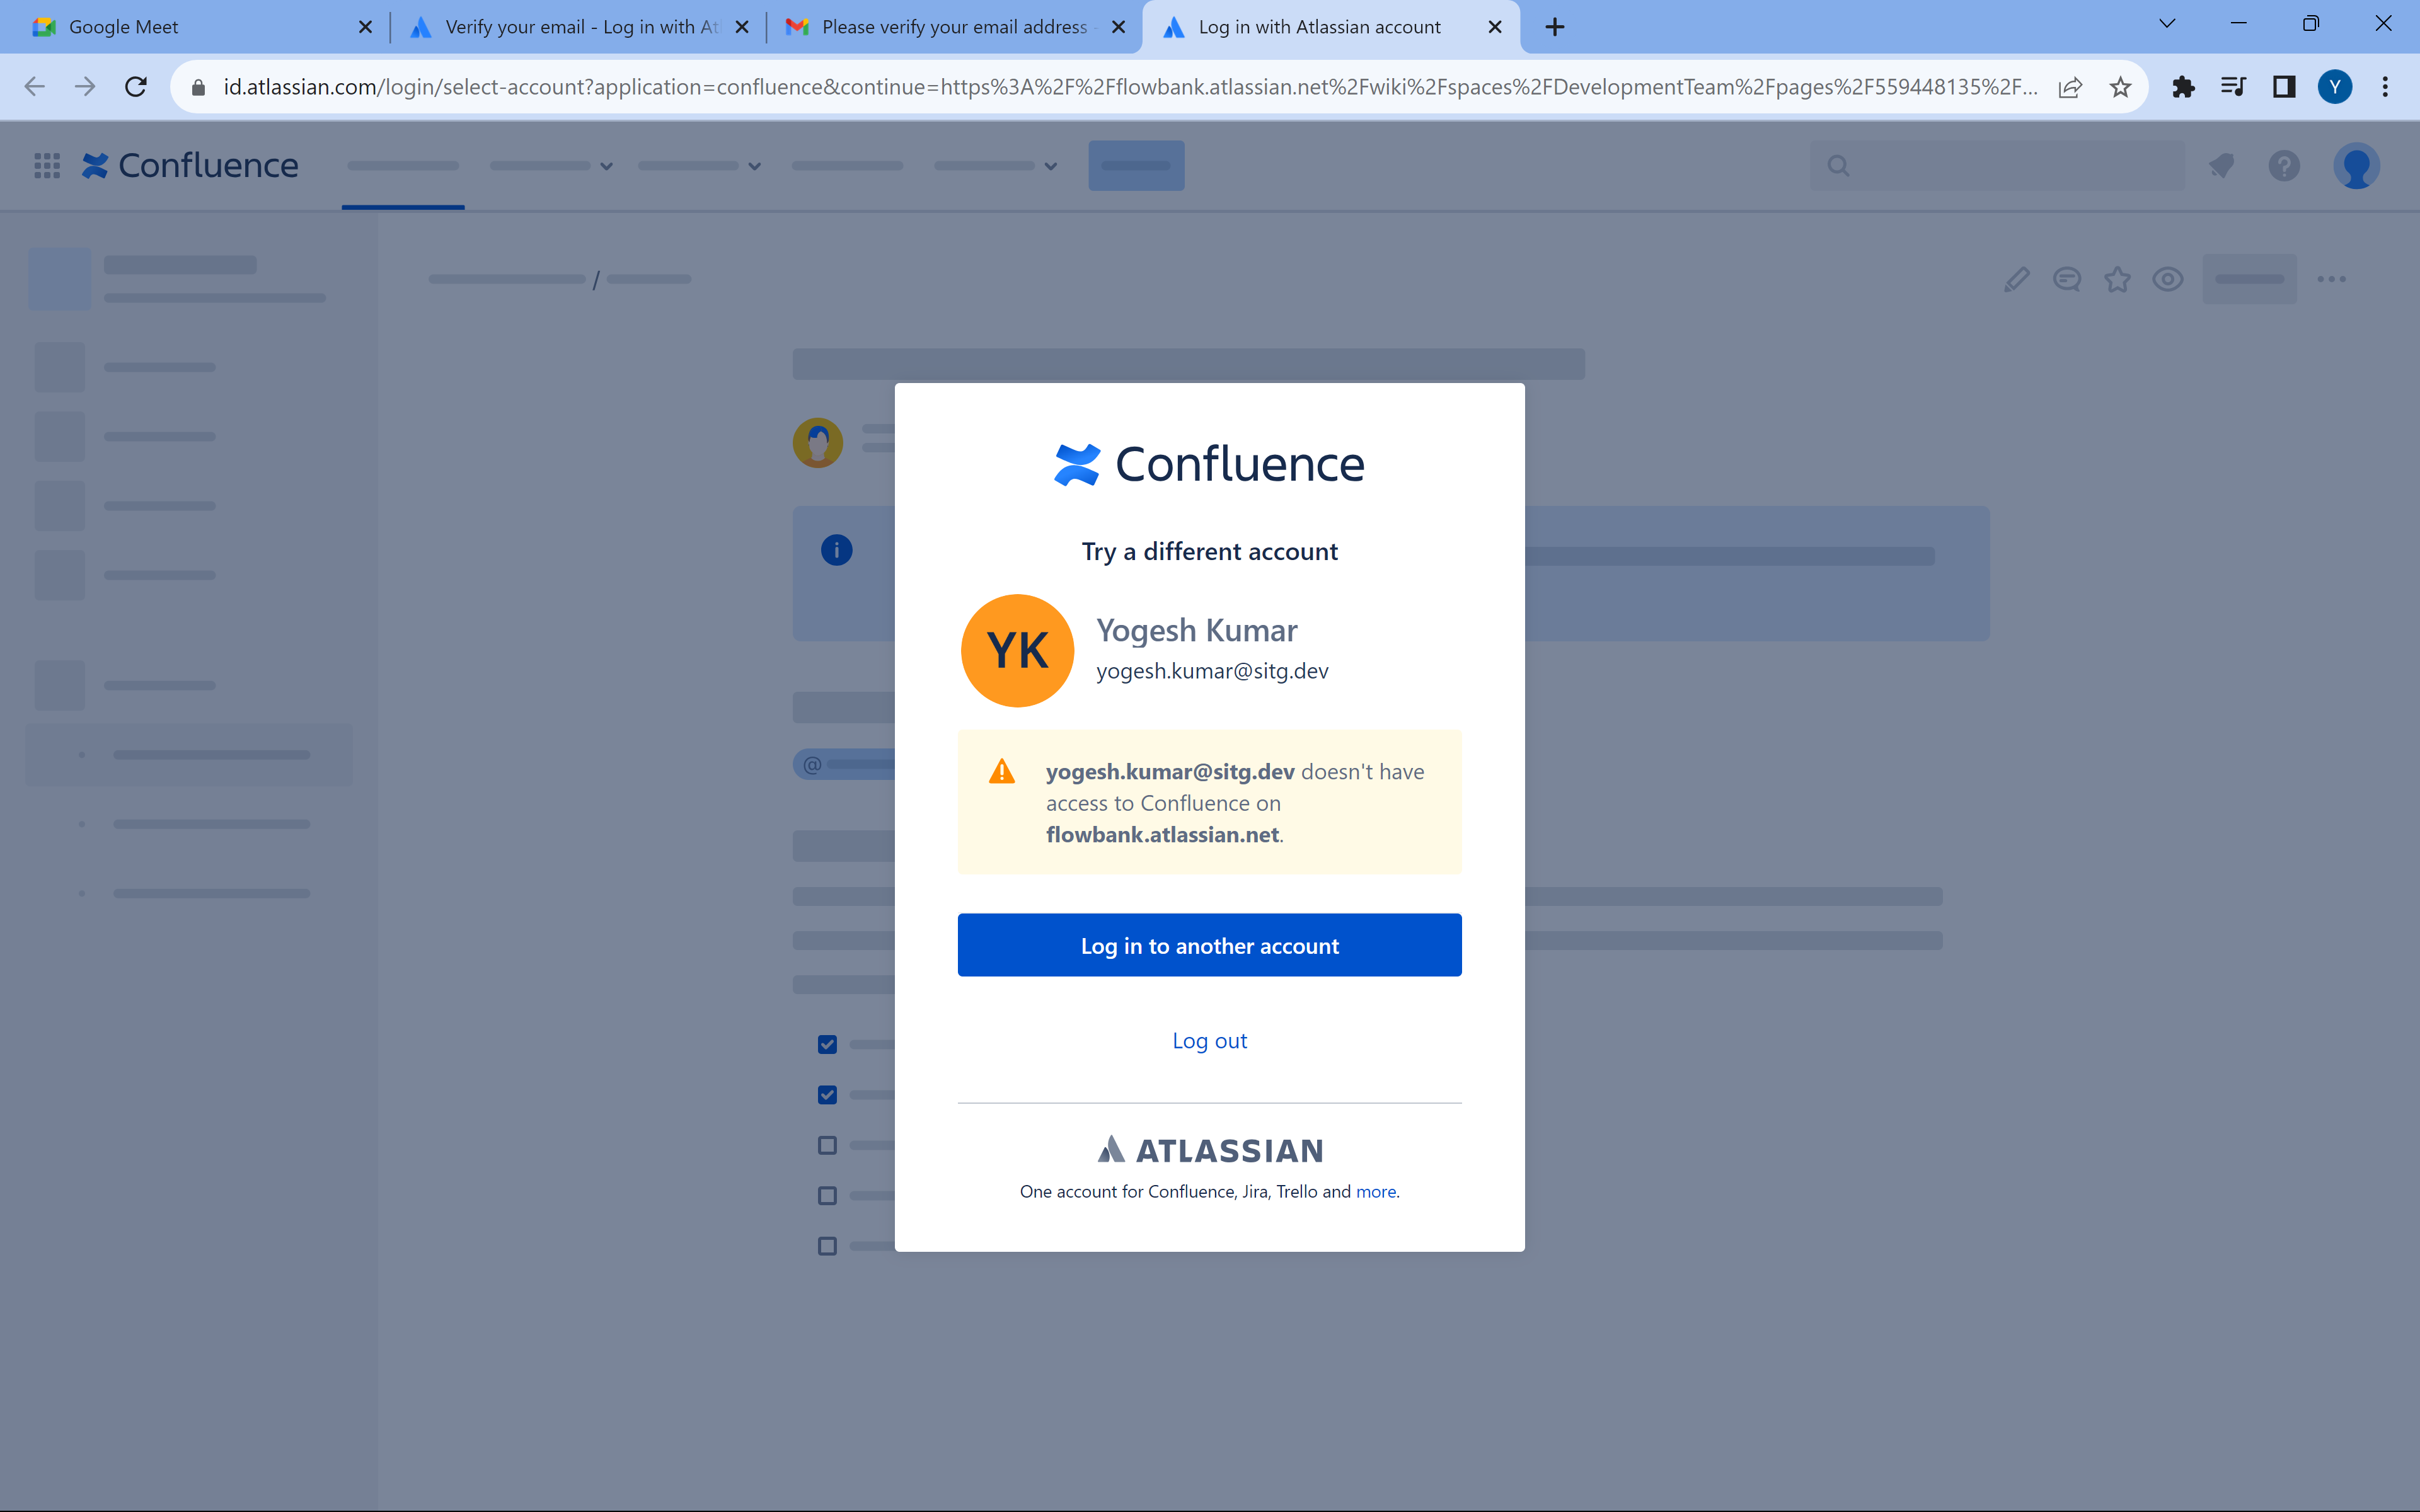 Google Meet
Verify your email - Log in with At
Please verify your email address -
Log in with Atlassian account
id.atlassian.com/login/select-account?application=confluence&continue=https%3A%2F%2Fflowbank.atlassian.net%2Fwiki%2Fspaces%2FDevelopmentTeam%2Fpages%2F559448135%2F...
Y
Confluence
/
Confluence
Try a different account
YK
Yogesh Kumar
yogesh.kumar@sitg.dev
@
yogesh.kumar@sitg.dev doesn't have
access to Confluence on
flowbank.atlassian.net.
Log in to another account
Log out
ATLASSIAN
One account for Confluence, Jira, Trello and more.